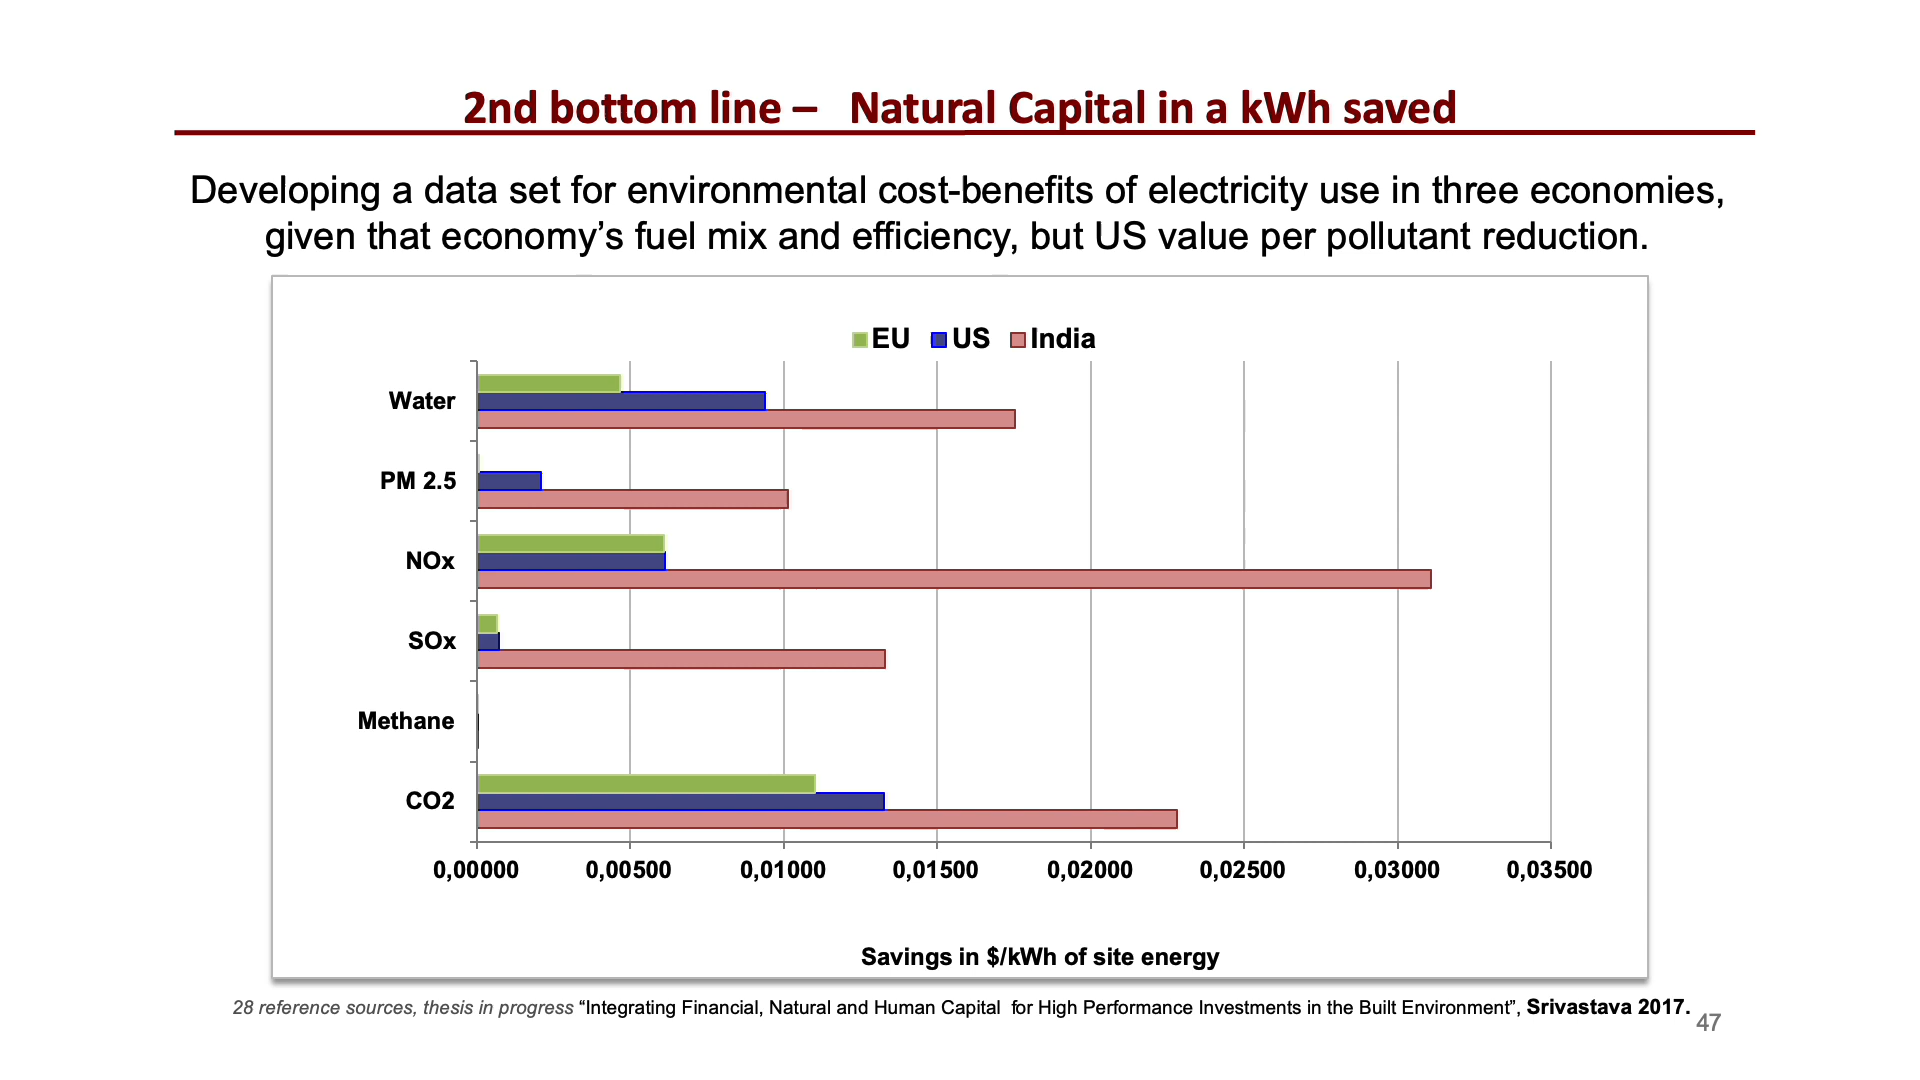 2nd bottom line – Natural Capital in a kWh saved
Developing a data set for environmental cost-benefits of electricity use in three economies,
given that economy’s fuel mix and efficiency, but US value per pollutant reduction.
EU US India
Water
PM 2.5
NOx
SOx
Methane
CO2
0,00000 0,00500 0,01000 0,01500 0,02000 0,02500 0,03000 0,03500
Savings in $/kWh of site energy
28 reference sources, thesis in progress “Integrating Financial, Natural and Human Capital for High Performance Investments in the Built Environment”, Srivastava 2017.
47